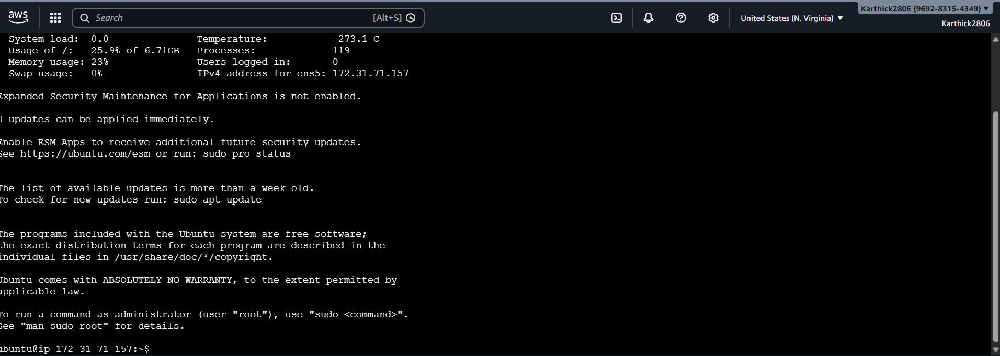 aws
Search [Alt+S]
United States (N. Virginia)
Karthick2806 (9692-8315-4349)
Karthick2806
System load: 0.0 Temperature: -273.1 C
Usage of /: 25.9% of 6.71GB Processes: 119
Memory usage: 23% Users logged in: 0
Swap usage: 0% IPv4 address for ens5: 172.31.71.157
Expanded Security Maintenance for Applications is not enabled.
0 updates can be applied immediately.
Enable ESM Apps to receive additional future security updates.
See https://ubuntu.com/esm or run: sudo pro status
The list of available updates is more than a week old.
To check for new updates run: sudo apt update
The programs included with the Ubuntu system are free software;
the exact distribution terms for each program are described in the
individual files in /usr/share/doc/*/copyright.
Ubuntu comes with ABSOLUTELY NO WARRANTY, to the extent permitted by
applicable law.
To run a command as administrator (user "root"), use "sudo <command>".
See "man sudo_root" for details.
ubuntu@ip-172-31-71-157:~$